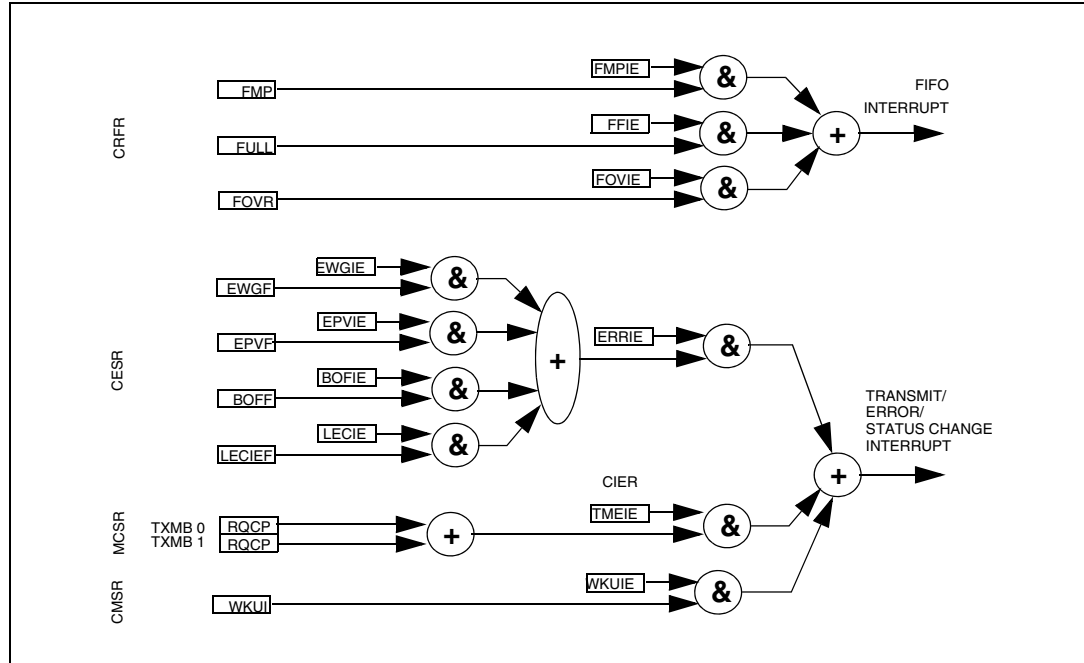 FMPIE
&
FMP
FIFO
INTERRUPT
CRFR
FFIE
&
+
FULL
FOVIE
&
FOVR
EWGIE
&
EWGF
EPVIE
&
EPVF
CESR
+
ERRIE
&
BOFIE
&
BOFF
TRANSMIT/
ERROR/
STATUS CHANGE
INTERRUPT
LECIE
&
LECIEF
+
CIER
MCSR
TXMB 0 RQCP
TXMB 1 RQCP
+
TMEIE
&
CMSR
WKUIE
&
WKUI